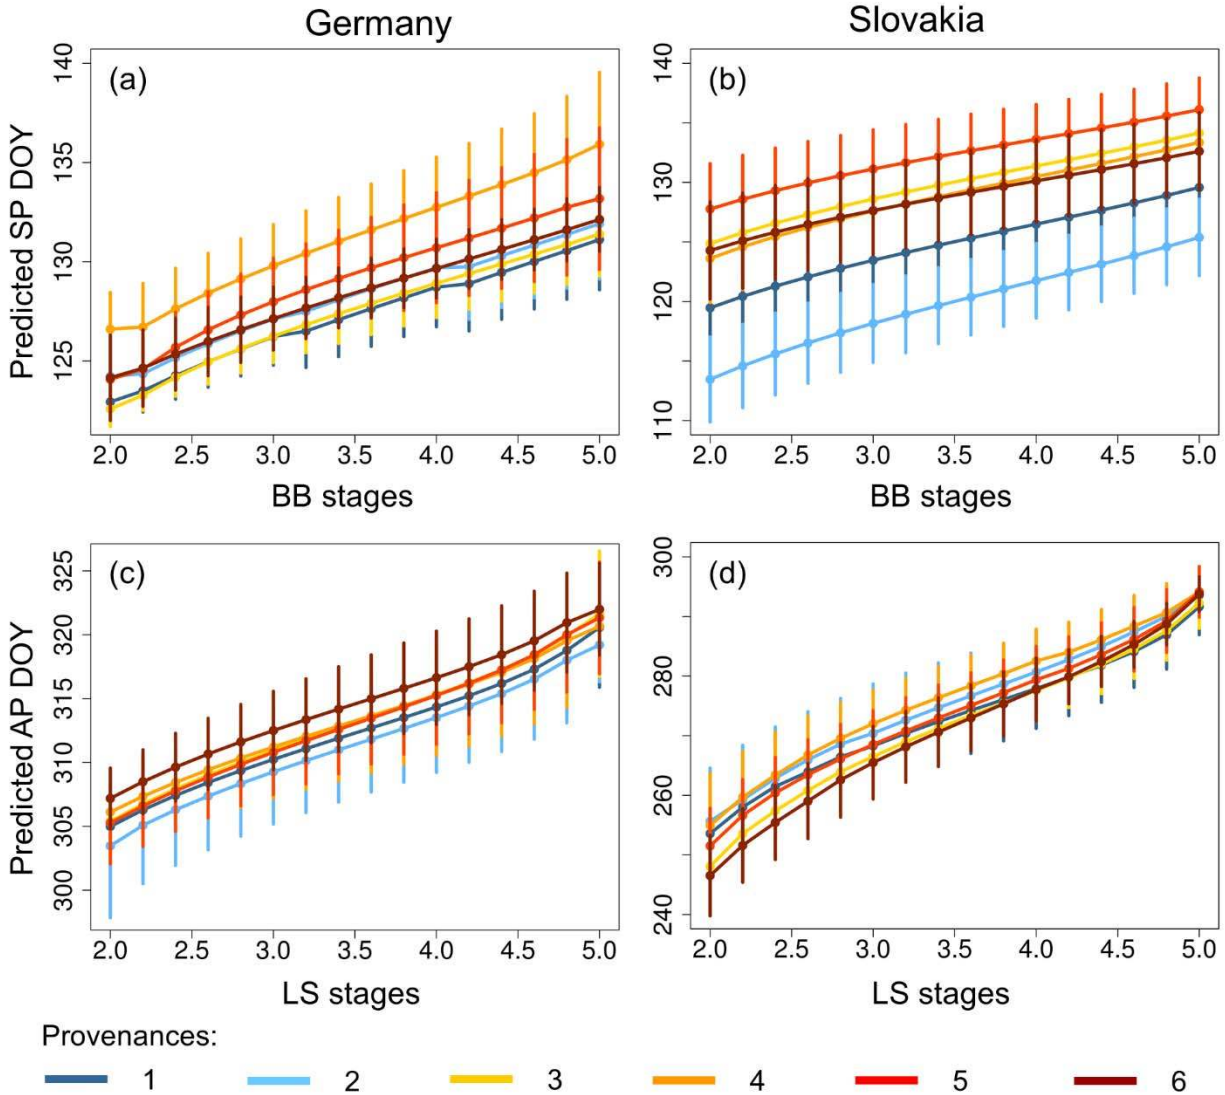 Germany
Slovakia
(a)
Predicted SP DOY
140
135
130
125
2.0 2.5 3.0 3.5 4.0 4.5 5.0
BB stages
(b)
140
130
120
110
2.0 2.5 3.0 3.5 4.0 4.5 5.0
BB stages
(c)
Predicted AP DOY
325
320
315
310
305
300
2.0 2.5 3.0 3.5 4.0 4.5 5.0
LS stages
(d)
300
280
260
240
2.0 2.5 3.0 3.5 4.0 4.5 5.0
LS stages
Provenances:
1 2 3 4 5 6